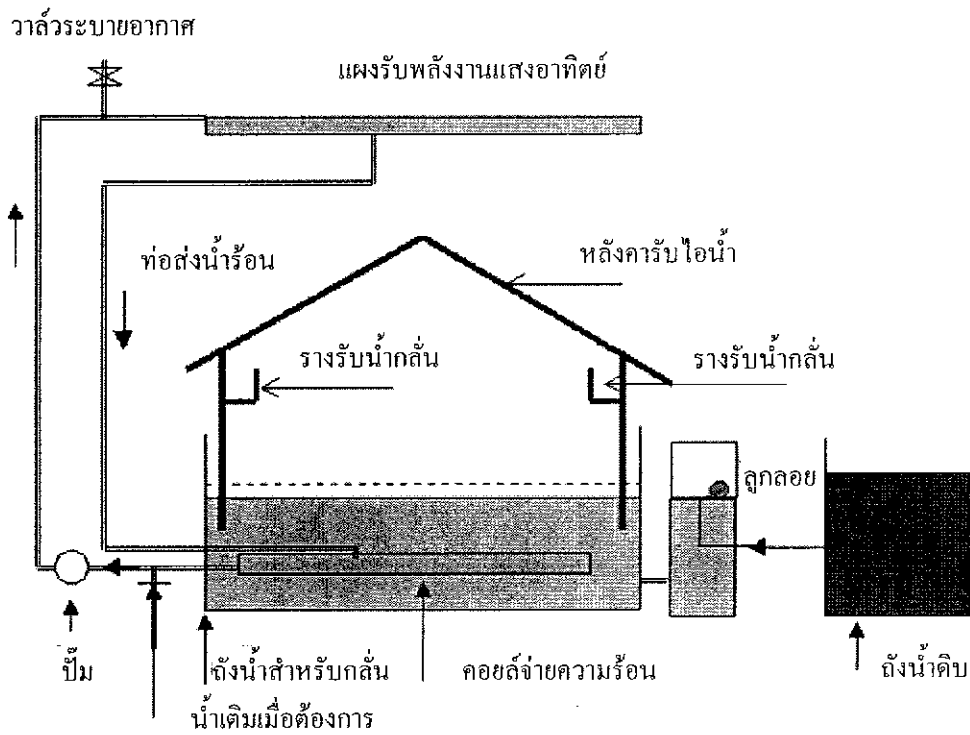 วาล์วระบายอากาศ
แผงรับพลังงานแสงอาทิตย์
ท่อส่งน้ำร้อน
หลังคารับไอน้ำ
รางรับน้ำกลั่น
รางรับน้ำกลั่น
ลูกลอย
ปั๊ม
ถังน้ำสำหรับกลั่น
คอยล์จ่ายความร้อน
ถังน้ำดิบ
น้ำเติมเมื่อต้องการ